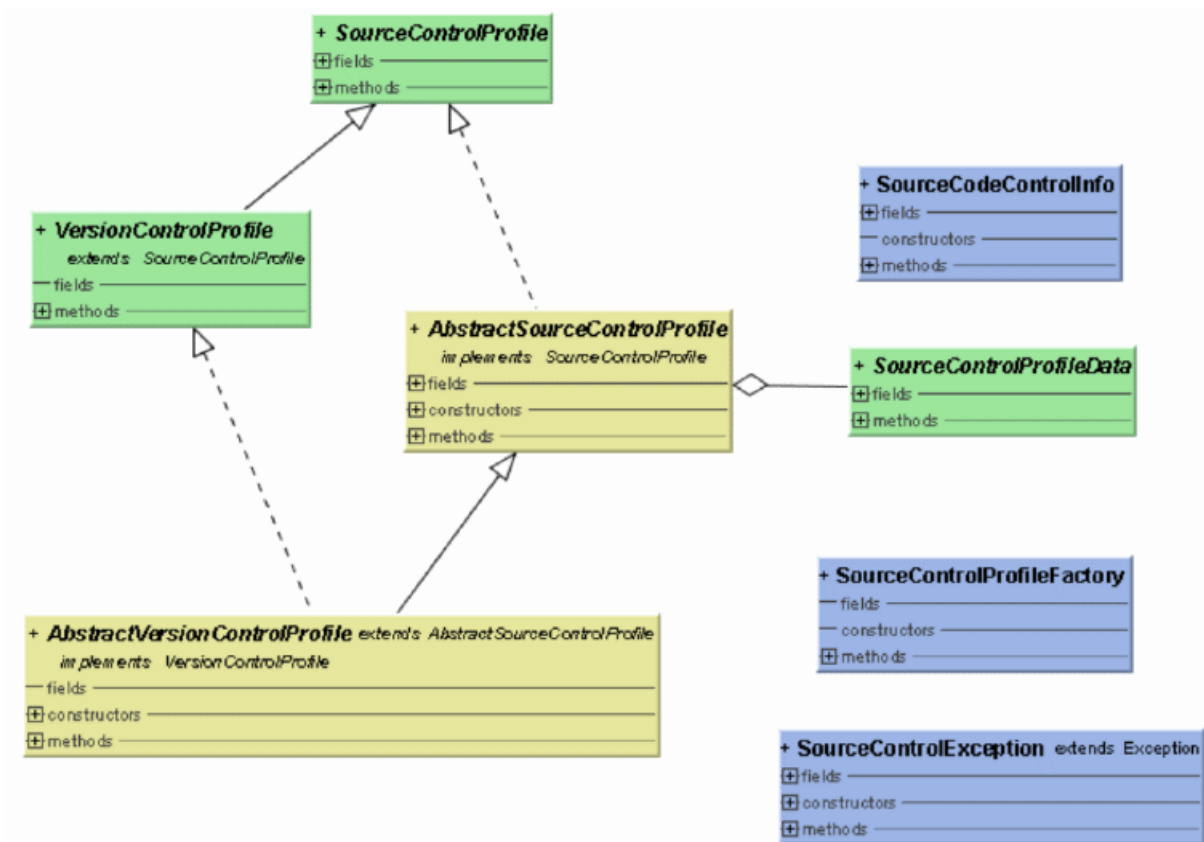 + SourceControlProfile
+ fields
+ methods
+ VersionControlProfile
extends SourceControlProfile
fields
+ methods
+ SourceCodeControlInfo
+ fields
constructors
+ methods
+ AbstractSourceControlProfile
implements SourceControlProfile
+ fields
+ constructors
+ methods
+ SourceControlProfileData
+ fields
+ methods
+ SourceControlProfileFactory
fields
constructors
+ methods
+ AbstractVersionControlProfile extends AbstractSourceControlProfile
implements VersionControlProfile
fields
+ constructors
+ methods
+ SourceControlException extends Exception
+ fields
+ constructors
+ methods